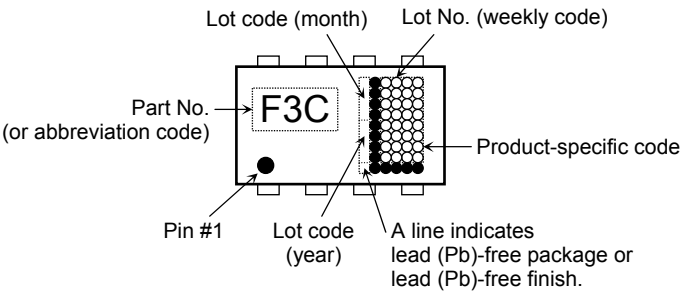 Lot code (month)
Lot No. (weekly code)
Part No.
(or abbreviation code)
F3C
Product-specific code
Pin #1
Lot code
(year)
A line indicates
lead (Pb)-free package or
lead (Pb)-free finish.